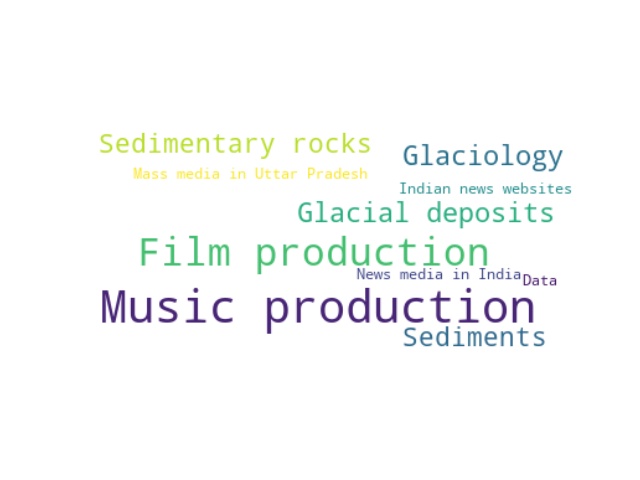 Sedimentary rocks
Glaciology
Mass media in Uttar Pradesh
Indian news websites
Glacial deposits
Film production
News media in India
Data
Music production
Sediments